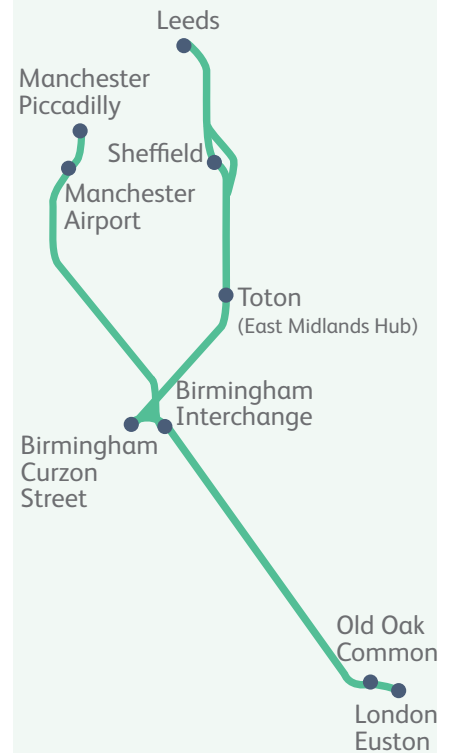 Leeds
Manchester
Piccadilly
Sheffield
Manchester
Airport
Toton
(East Midlands Hub)
Birmingham
Interchange
Birmingham
Curzon
Street
Old Oak
Common
London
Euston